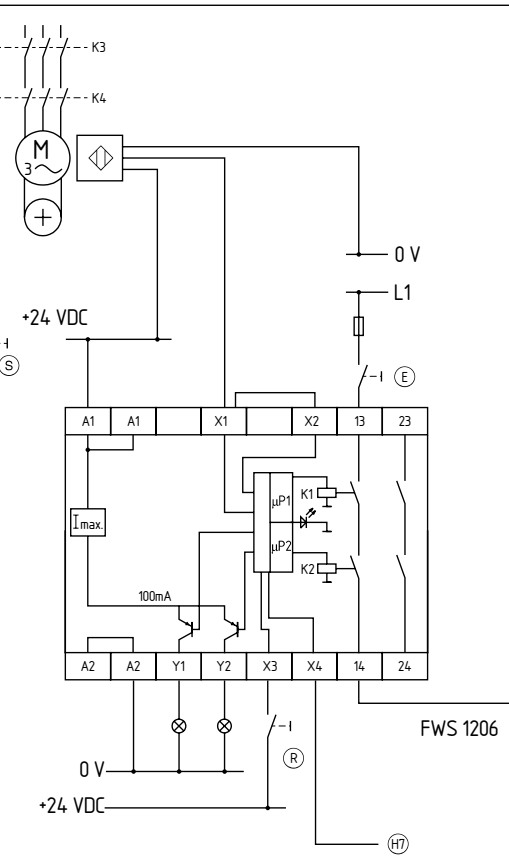 K3
K4
M
3
0 V
L1
+24 VDC
S
E
A1 A1 X1 X2 13 23
µP1
K1
Imax.
µP2
K2
100mA
A2 A2 Y1 Y2 X3 X4 14 24
FWS 1206
R
0 V
+24 VDC
H7